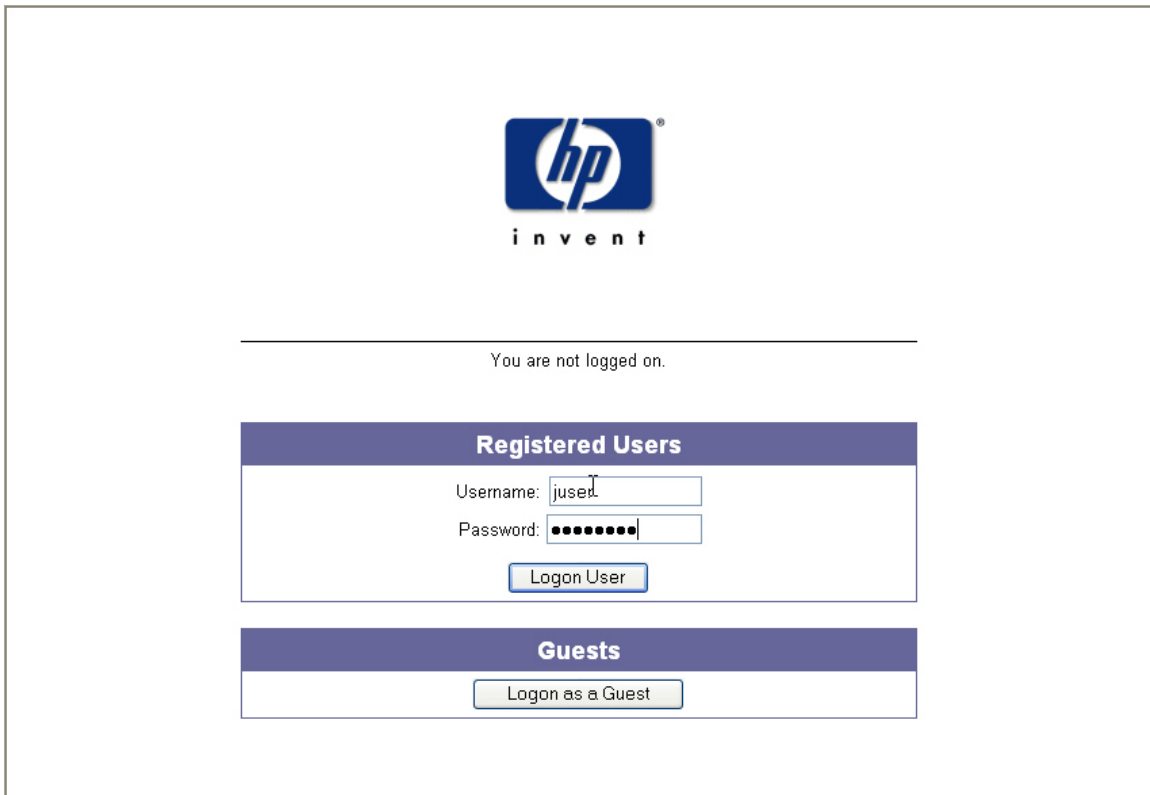 hp®
invent
You are not logged on.
Registered Users
Username: juser
Password: ●●●●●●●●
Logon User
Guests
Logon as a Guest